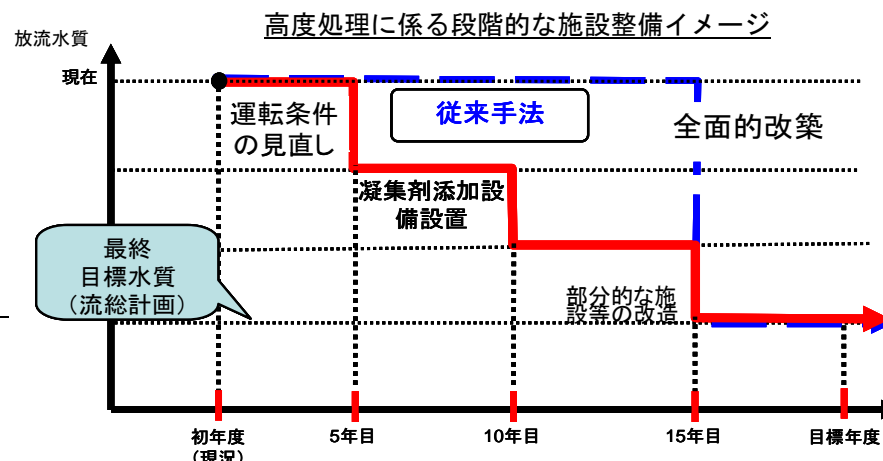 高度処理に係る段階的な施設整備イメージ
放流水質
現在
運転条件
の見直し
従来手法
全面的改築
凝集剤添加設
備設置
最終
目標水質
（流総計画）
部分的な施
設等の改造
初年度
（現況）
5年目
10年目
15年目
目標年度